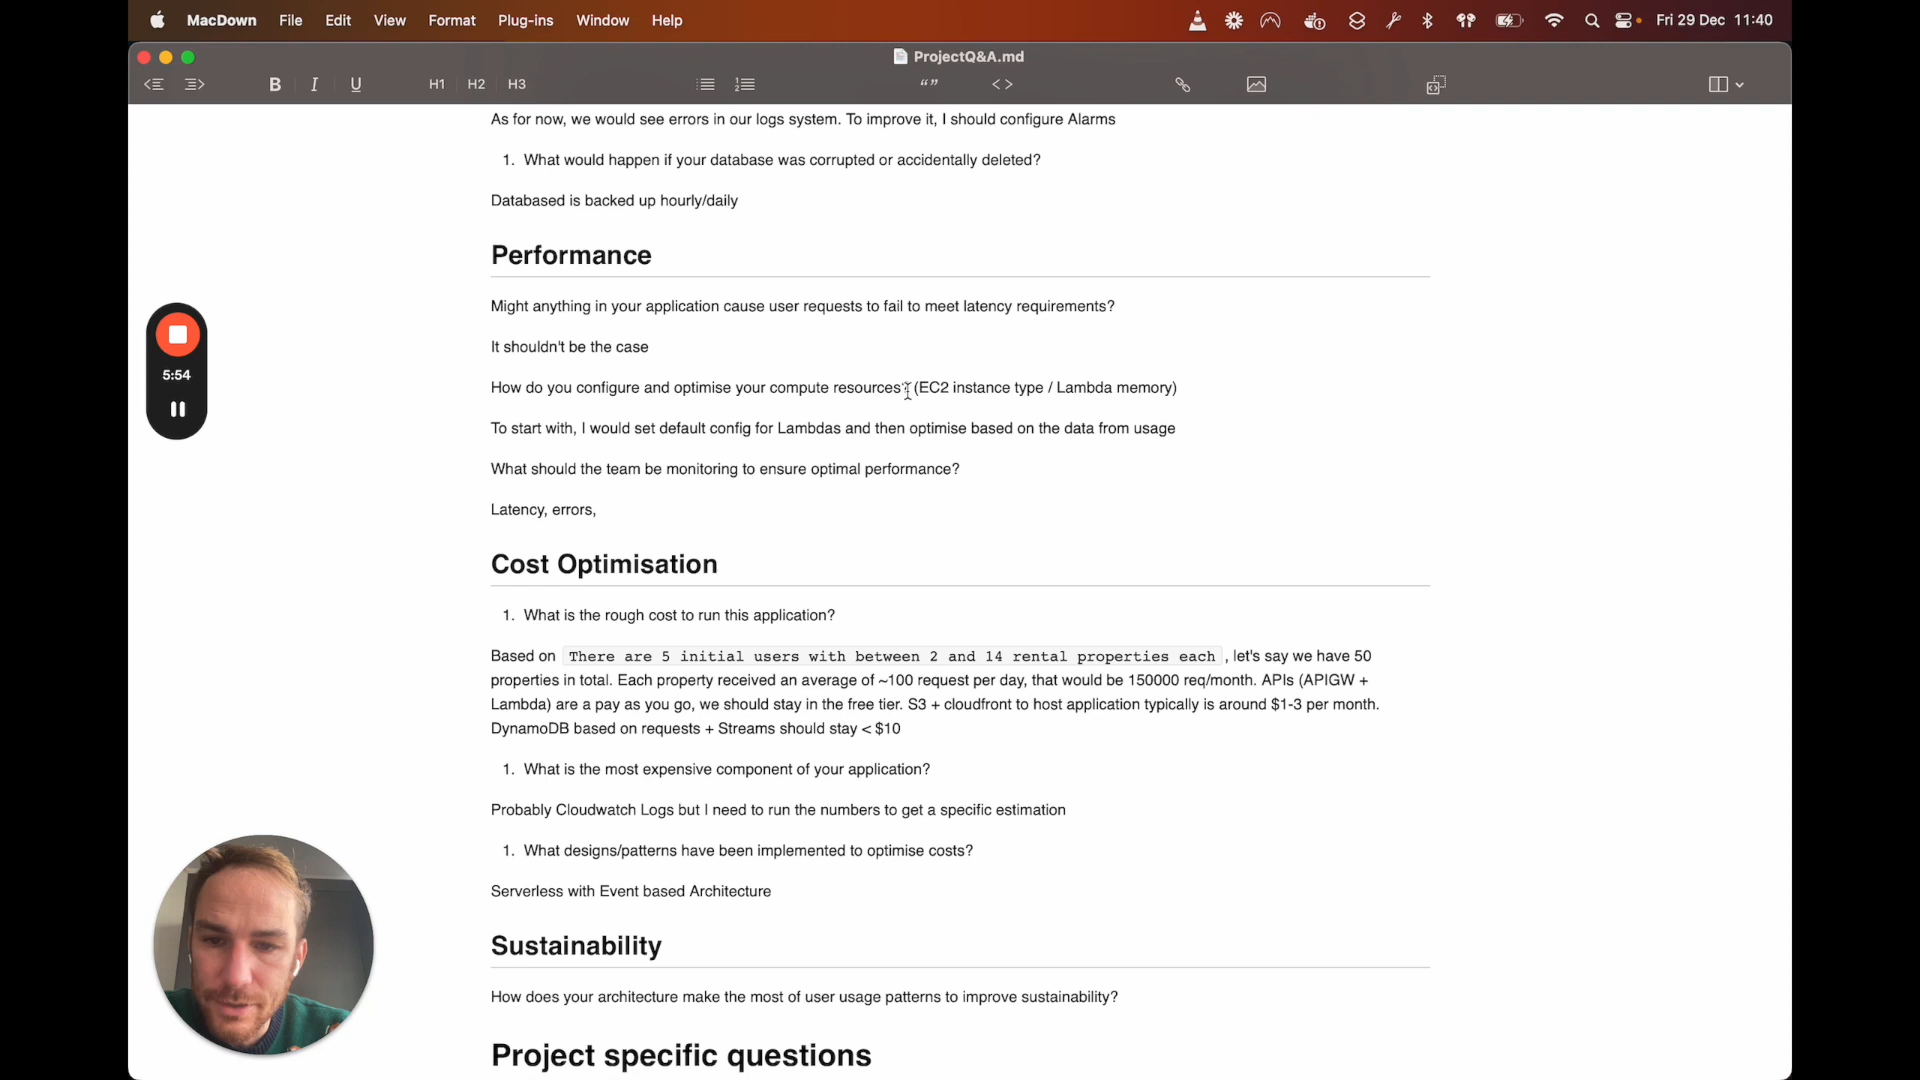 MacDown File Edit View Format Plug-ins Window Help Fri 29 Dec 11:40
ProjectQ&A.md
B I U H1 H2 H3 “” < >
As for now, we would see errors in our logs system. To improve it, I should configure Alarms
1. What would happen if your database was corrupted or accidentally deleted?
Databased is backed up hourly/daily
Performance
Might anything in your application cause user requests to fail to meet latency requirements?
It shouldn't be the case
5:54
How do you configure and optimise your compute resources? (EC2 instance type / Lambda memory)
To start with, I would set default config for Lambdas and then optimise based on the data from usage
What should the team be monitoring to ensure optimal performance?
Latency, errors,
Cost Optimisation
1. What is the rough cost to run this application?
Based on There are 5 initial users with between 2 and 14 rental properties each , let's say we have 50
properties in total. Each property received an average of ~100 request per day, that would be 150000 req/month. APIs (APIGW +
Lambda) are a pay as you go, we should stay in the free tier. S3 + cloudfront to host application typically is around $1-3 per month.
DynamoDB based on requests + Streams should stay < $10
1. What is the most expensive component of your application?
Probably Cloudwatch Logs but I need to run the numbers to get a specific estimation
1. What designs/patterns have been implemented to optimise costs?
Serverless with Event based Architecture
Sustainability
How does your architecture make the most of user usage patterns to improve sustainability?
Project specific questions